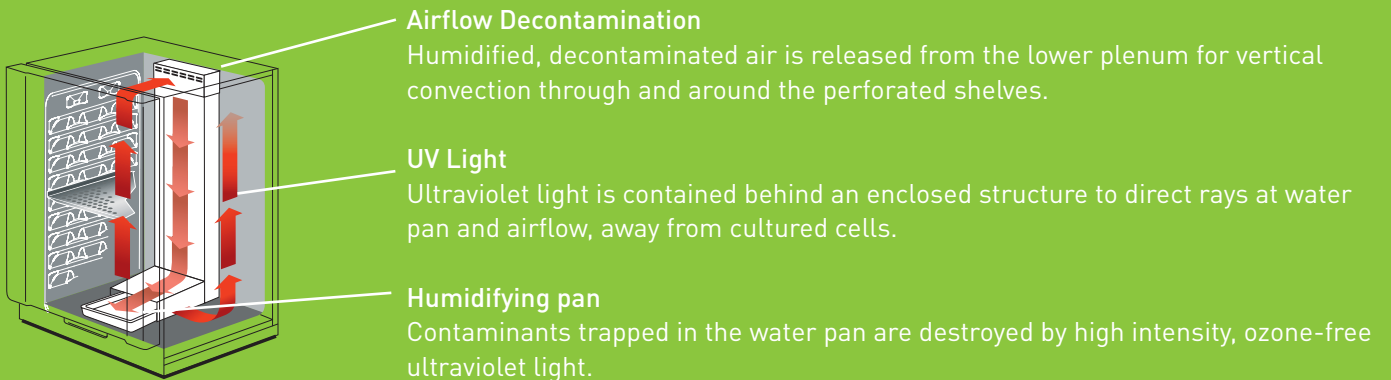 Airflow Decontamination
Humidified, decontaminated air is released from the lower plenum for vertical
convection through and around the perforated shelves.
UV Light
Ultraviolet light is contained behind an enclosed structure to direct rays at water
pan and airflow, away from cultured cells.
Humidifying pan
Contaminants trapped in the water pan are destroyed by high intensity, ozone-free
ultraviolet light.